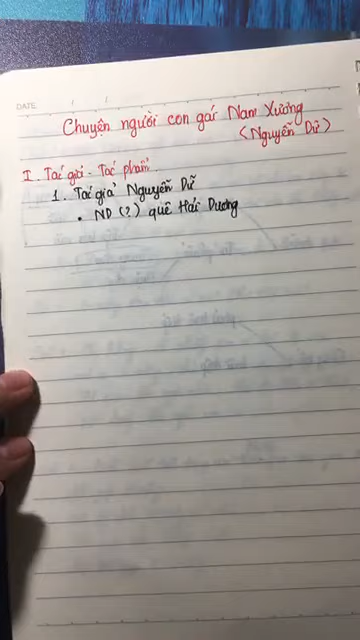 DATE
Chuyện người con gái Nam Xương
(Nguyễn Dữ)
I. Tác giả - Tác phẩm
1. Tác giả Nguyễn Dữ
• ND (?) quê Hải Dương